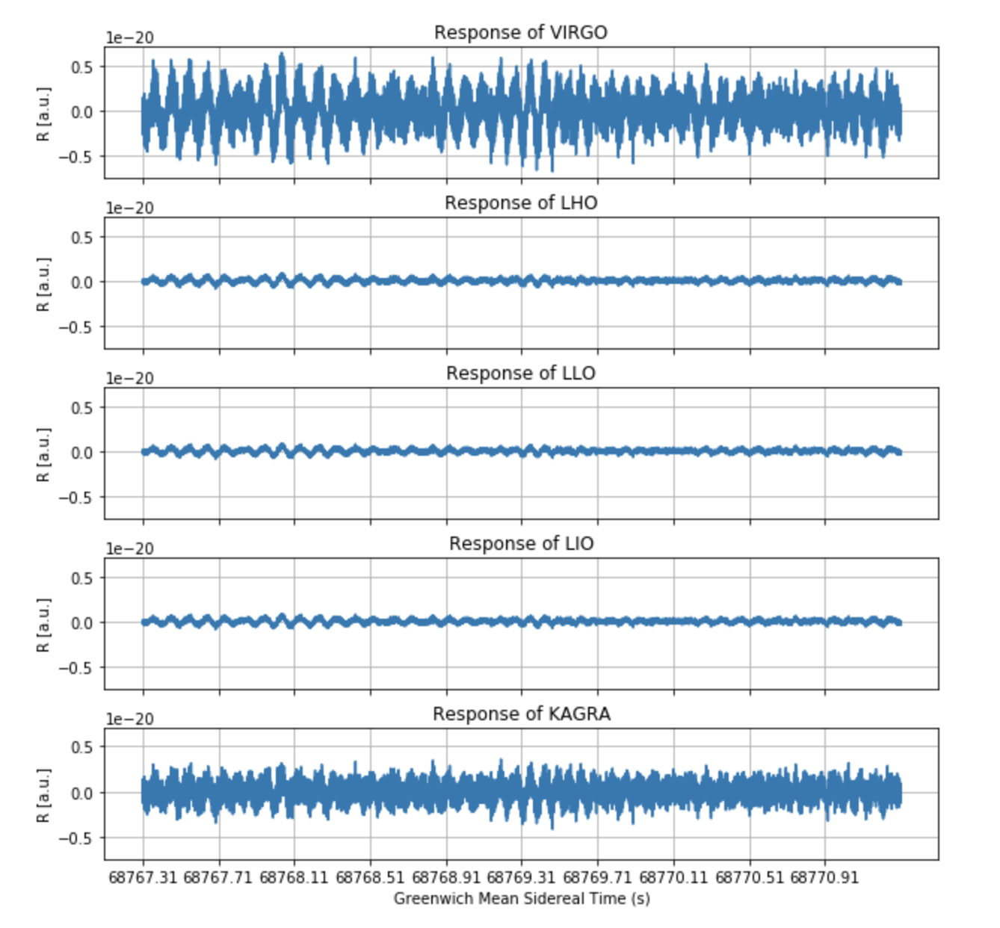 Response of VIRGO
1e−20
0.5
0.0
−0.5
R [a.u.]
Response of LHO
1e−20
0.5
0.0
−0.5
R [a.u.]
Response of LLO
1e−20
0.5
0.0
−0.5
R [a.u.]
Response of LIO
1e−20
0.5
0.0
−0.5
R [a.u.]
Response of KAGRA
1e−20
0.5
0.0
−0.5
R [a.u.]
68767.31 68767.71 68768.11 68768.51 68768.91 68769.31 68769.71 68770.11 68770.51 68770.91
Greenwich Mean Sidereal Time (s)